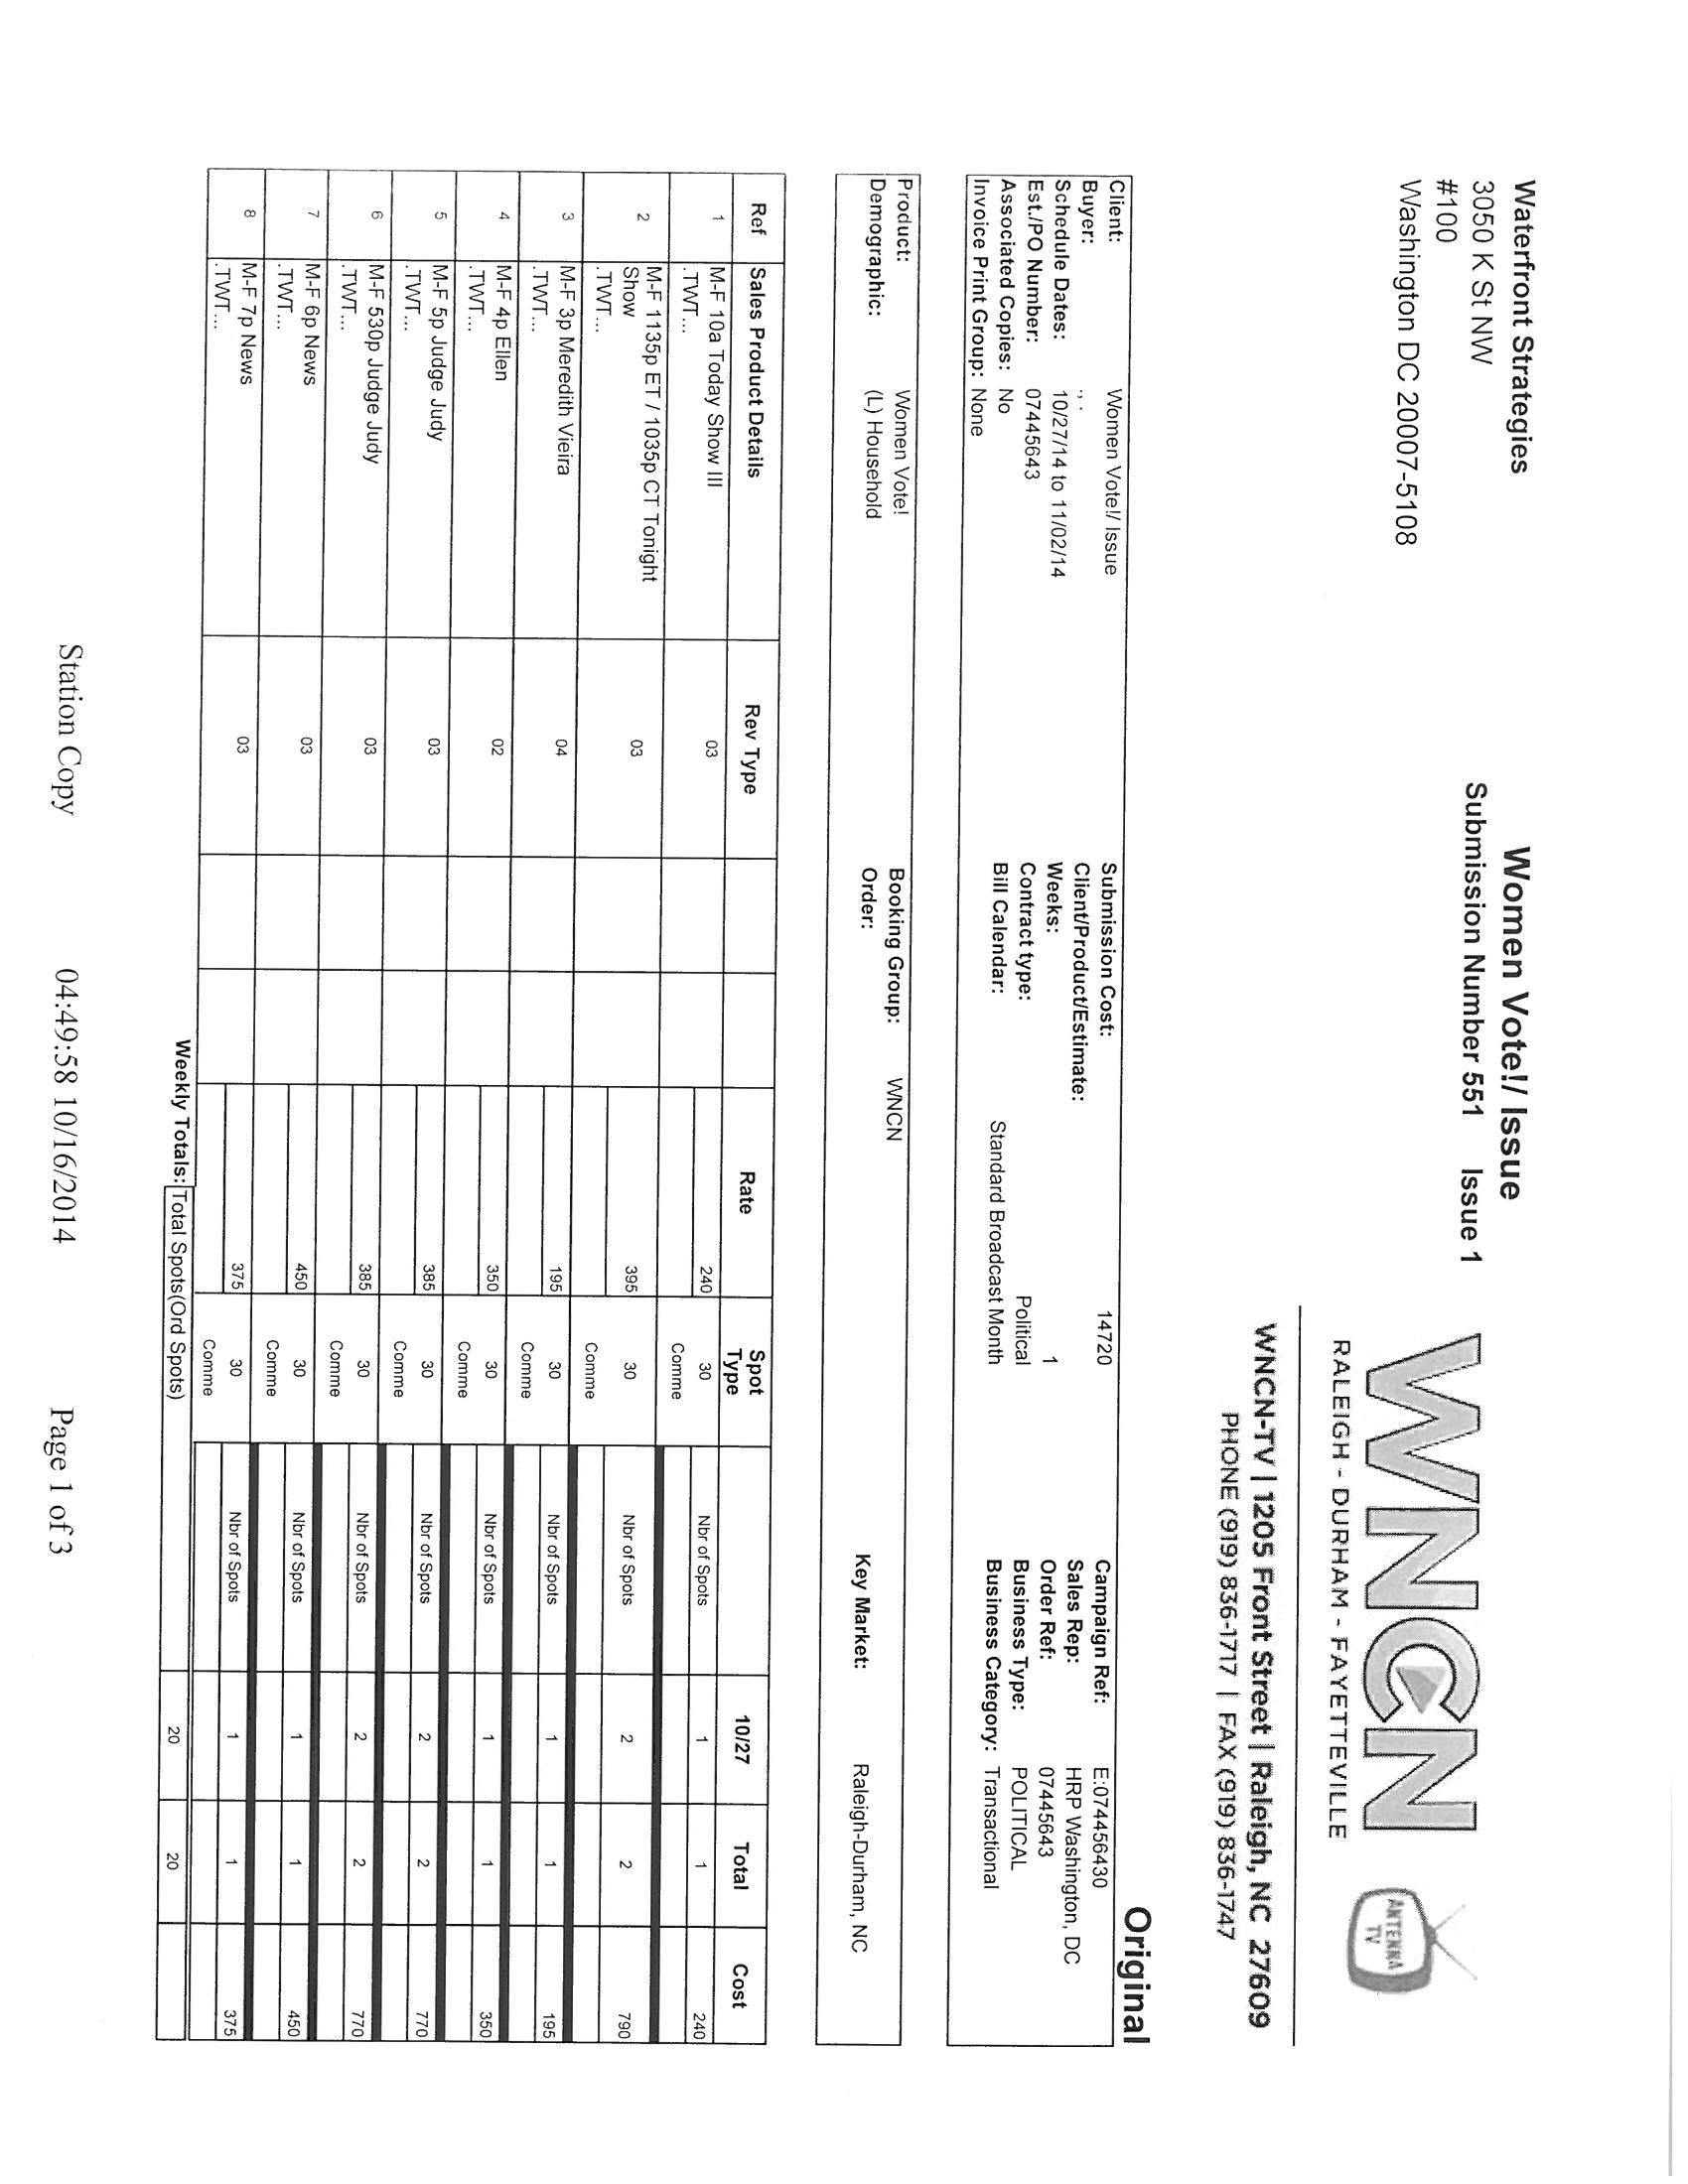 Waterfront Strategies
3050 K St NW
#100
Washington DC 20007-5108
Women Vote!/ Issue
Submission Number 551 Issue 1
WNCN
RALEIGH - DURHAM - FAYETTEVILLE
ANTENNA
TV
WNCN-TV | 1205 Front Street | Raleigh, NC 27609
PHONE (919) 836-1717 | FAX (919) 836-1747
Original
Client: Women Vote!/ Issue Submission Cost: 14720 Campaign Ref: E:074456430
Buyer: ., . Client/Product/Estimate: Sales Rep: HRP Washington, DC
Schedule Dates: 10/27/14 to 11/02/14 Weeks: 1 Order Ref: 07445643
Est./PO Number: 07445643 Contract type: Political Business Type: POLITICAL
Associated Copies: No Bill Calendar: Standard Broadcast Month Business Category: Transactional
Invoice Print Group: None
Product: Women Vote! Booking Group: WNCN
Demographic: (L) Household Order: Key Market: Raleigh-Durham, NC
Ref Sales Product Details Rev Type Rate Spot Type 10/27 Total Cost
1 M-F 10a Today Show III 03 240 30 Nbr of Spots 1 1 240
.TWT... Comme
2 M-F 1135p ET / 1035p CT Tonight 03 395 30 Nbr of Spots 2 2 790
Show
.TWT... Comme
3 M-F 3p Meredith Vieira 04 195 30 Nbr of Spots 1 1 195
.TWT... Comme
4 M-F 4p Ellen 02 350 30 Nbr of Spots 1 1 350
.TWT... Comme
5 M-F 5p Judge Judy 03 385 30 Nbr of Spots 2 2 770
.TWT... Comme
6 M-F 530p Judge Judy 03 385 30 Nbr of Spots 2 2 770
.TWT... Comme
7 M-F 6p News 03 450 30 Nbr of Spots 1 1 450
.TWT... Comme
8 M-F 7p News 03 375 30 Nbr of Spots 1 1 375
.TWT... Comme
Weekly Totals: Total Spots(Ord Spots) 20 20
Station Copy 04:49:58 10/16/2014 Page 1 of 3